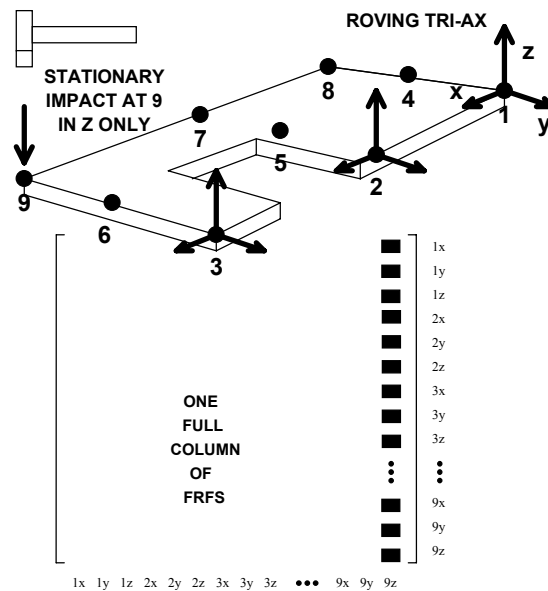 ROVING TRI-AX
STATIONARY
IMPACT AT 9
IN Z ONLY
z
x
y
8
4
1
7
5
2
9
6
3
1x
1y
1z
2x
2y
2z
3x
3y
3z
9x
9y
9z
ONE
FULL
COLUMN
OF
FRFS
1x 1y 1z 2x 2y 2z 3x 3y 3z ••• 9x 9y 9z